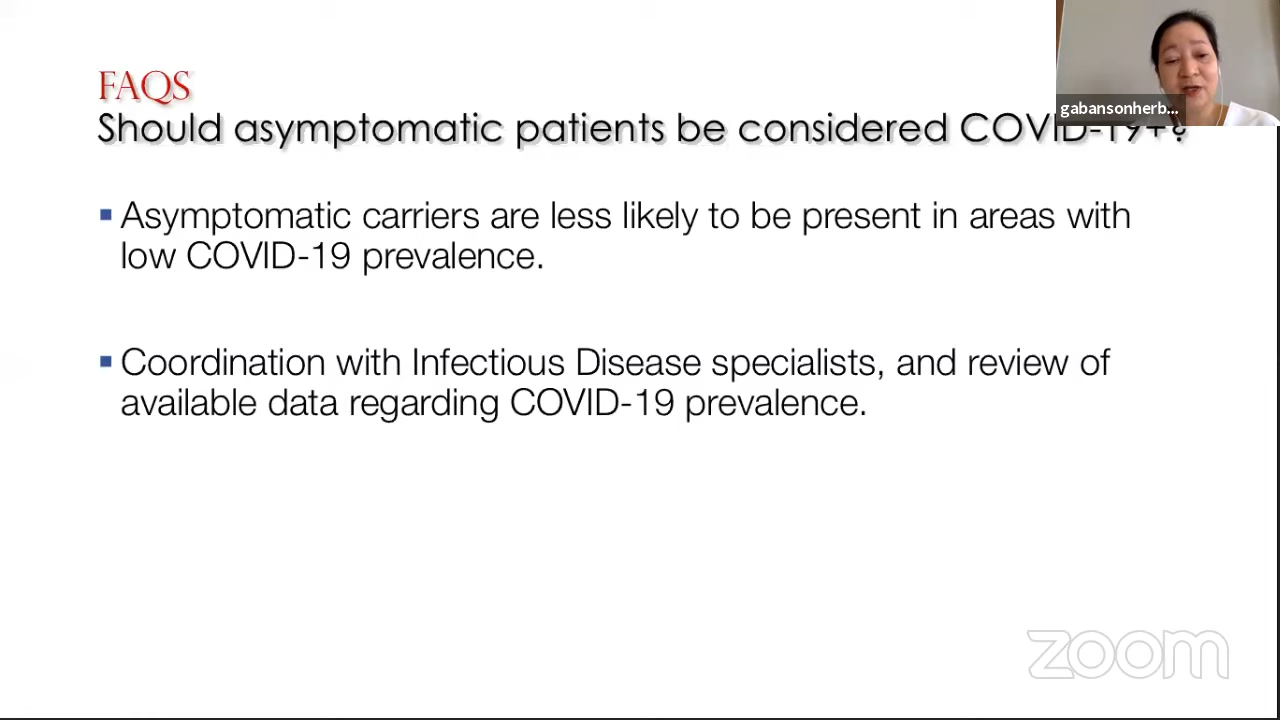 FAQS
Should asymptomatic patients be considered COVID-19+?
Asymptomatic carriers are less likely to be present in areas with
low COVID-19 prevalence.
Coordination with Infectious Disease specialists, and review of
available data regarding COVID-19 prevalence.
gabansonherb...
zoom